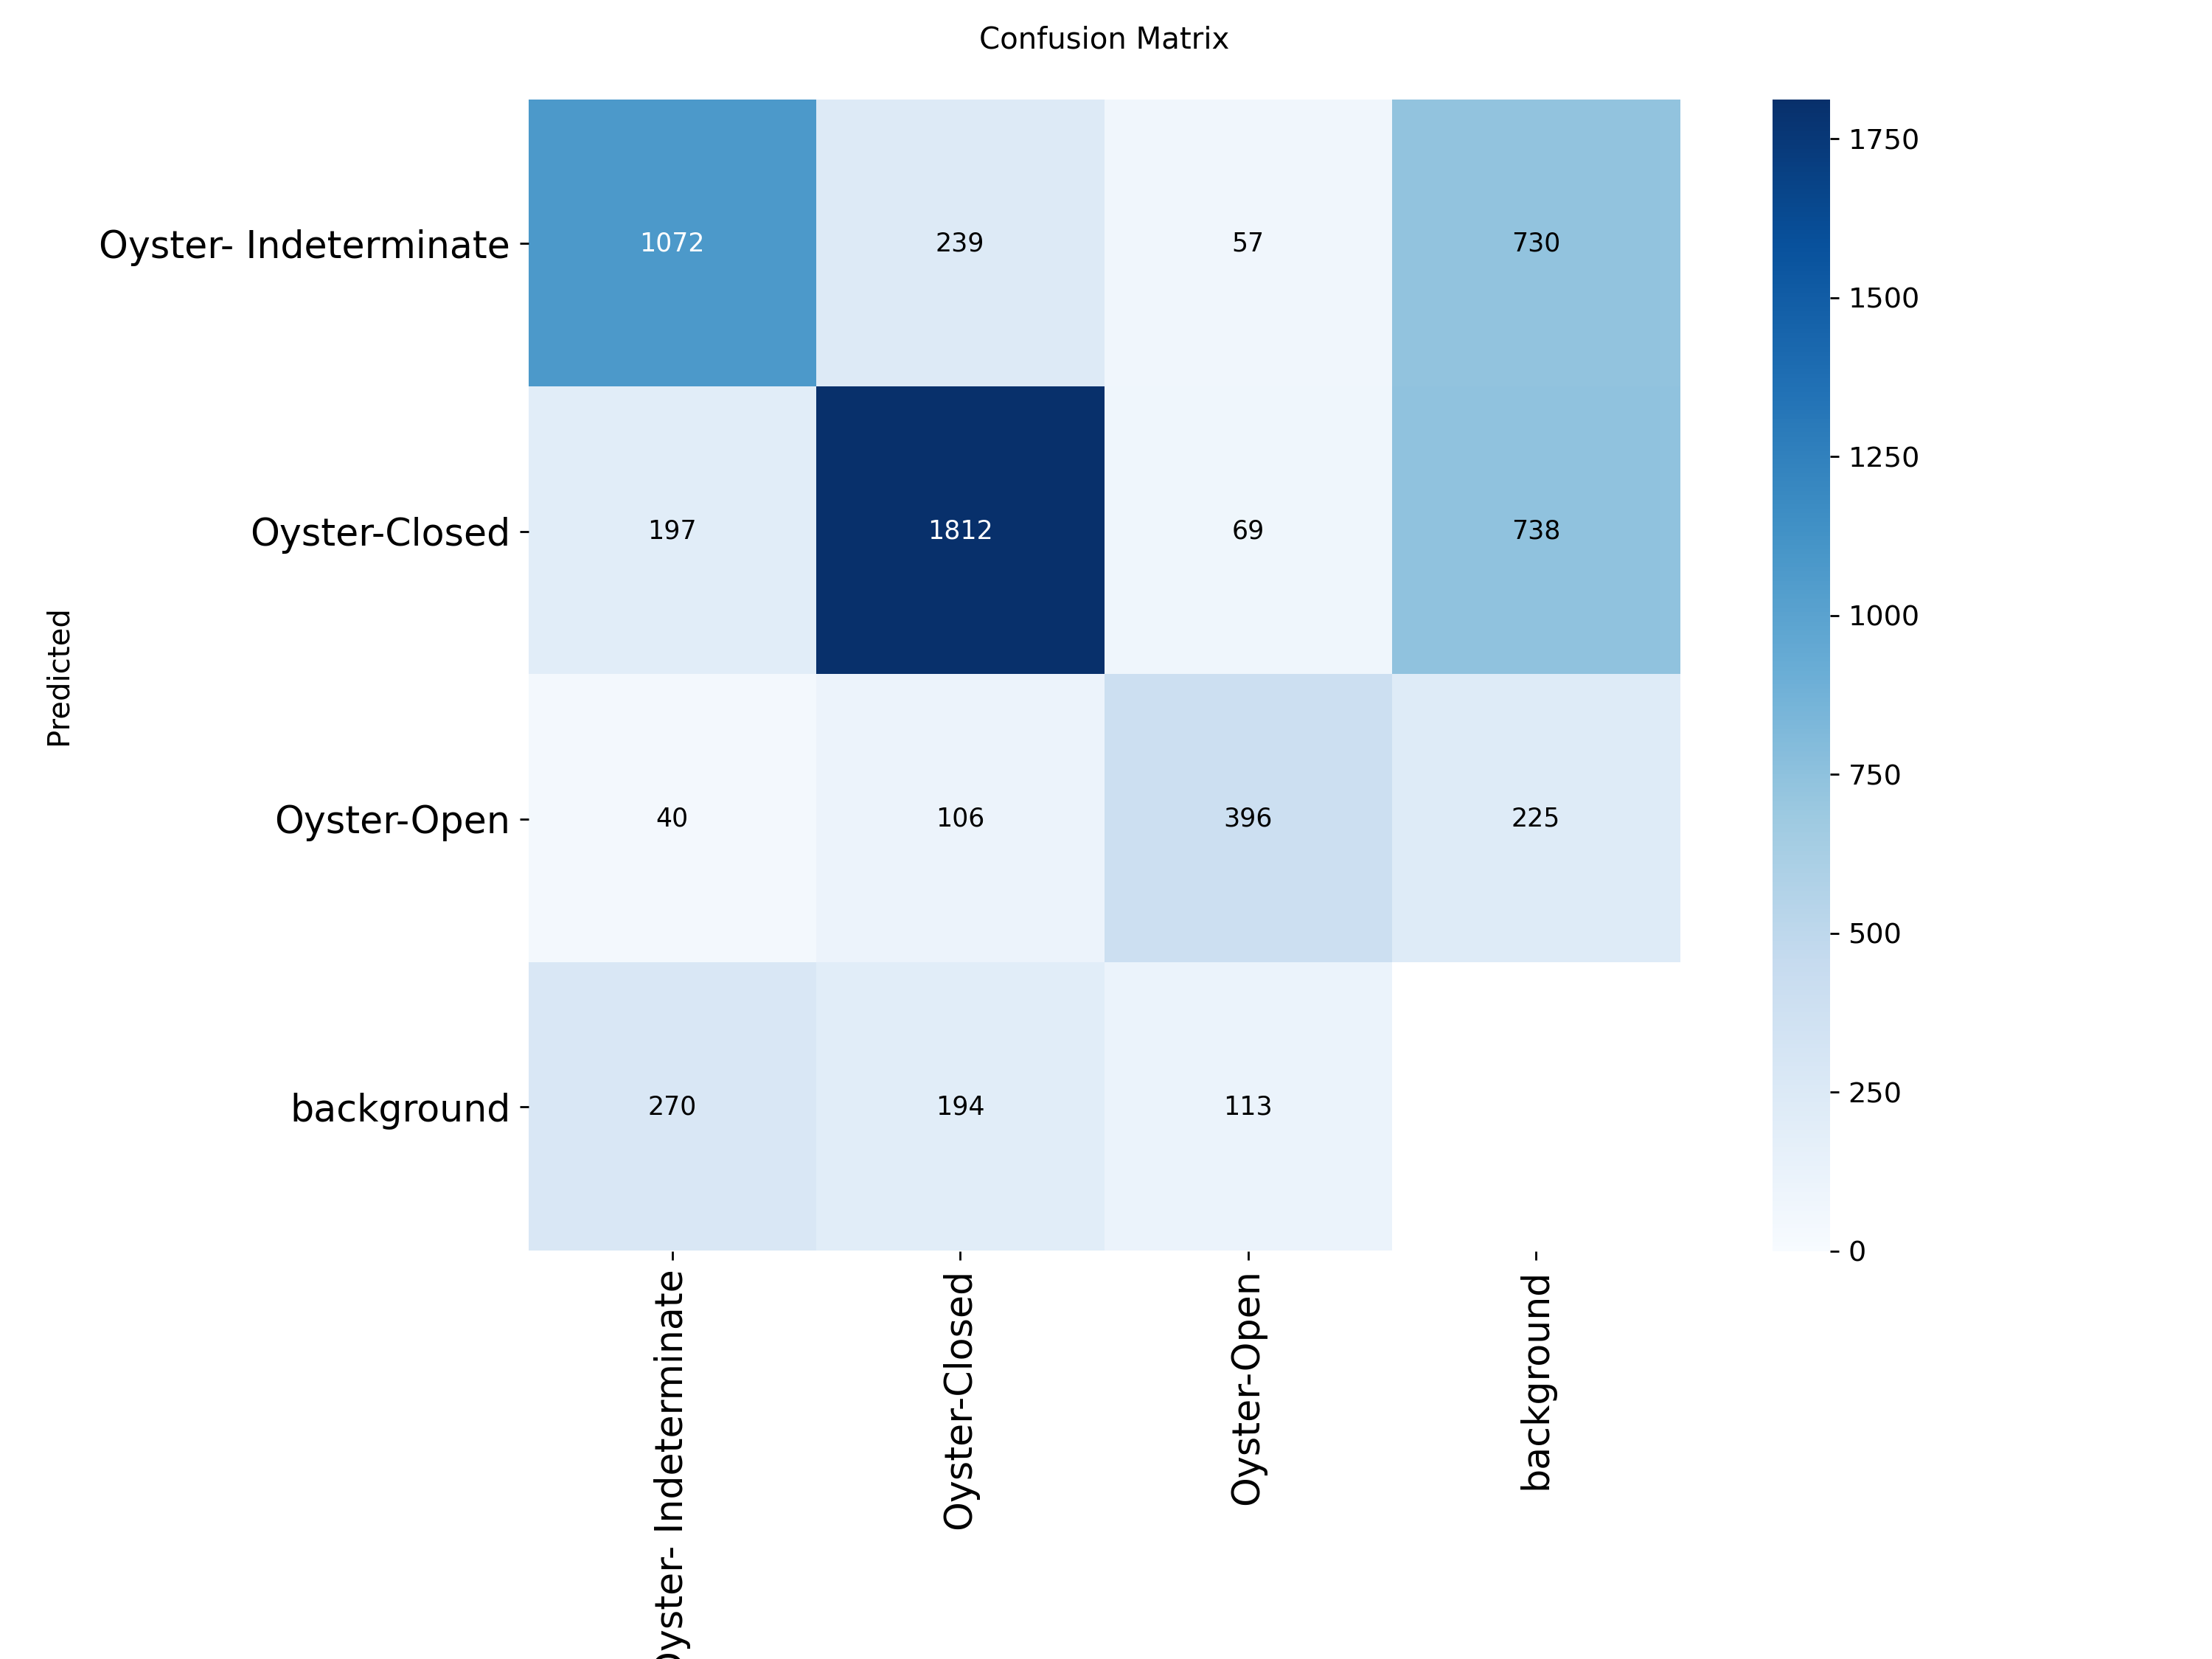 Confusion Matrix
Predicted
Oyster- Indeterminate
1072 239 57 730
Oyster-Closed
197 1812 69 738
Oyster-Open
40 106 396 225
background
270 194 113
Oyster- Indeterminate
Oyster-Closed
Oyster-Open
background
1750
1500
1250
1000
750
500
250
0